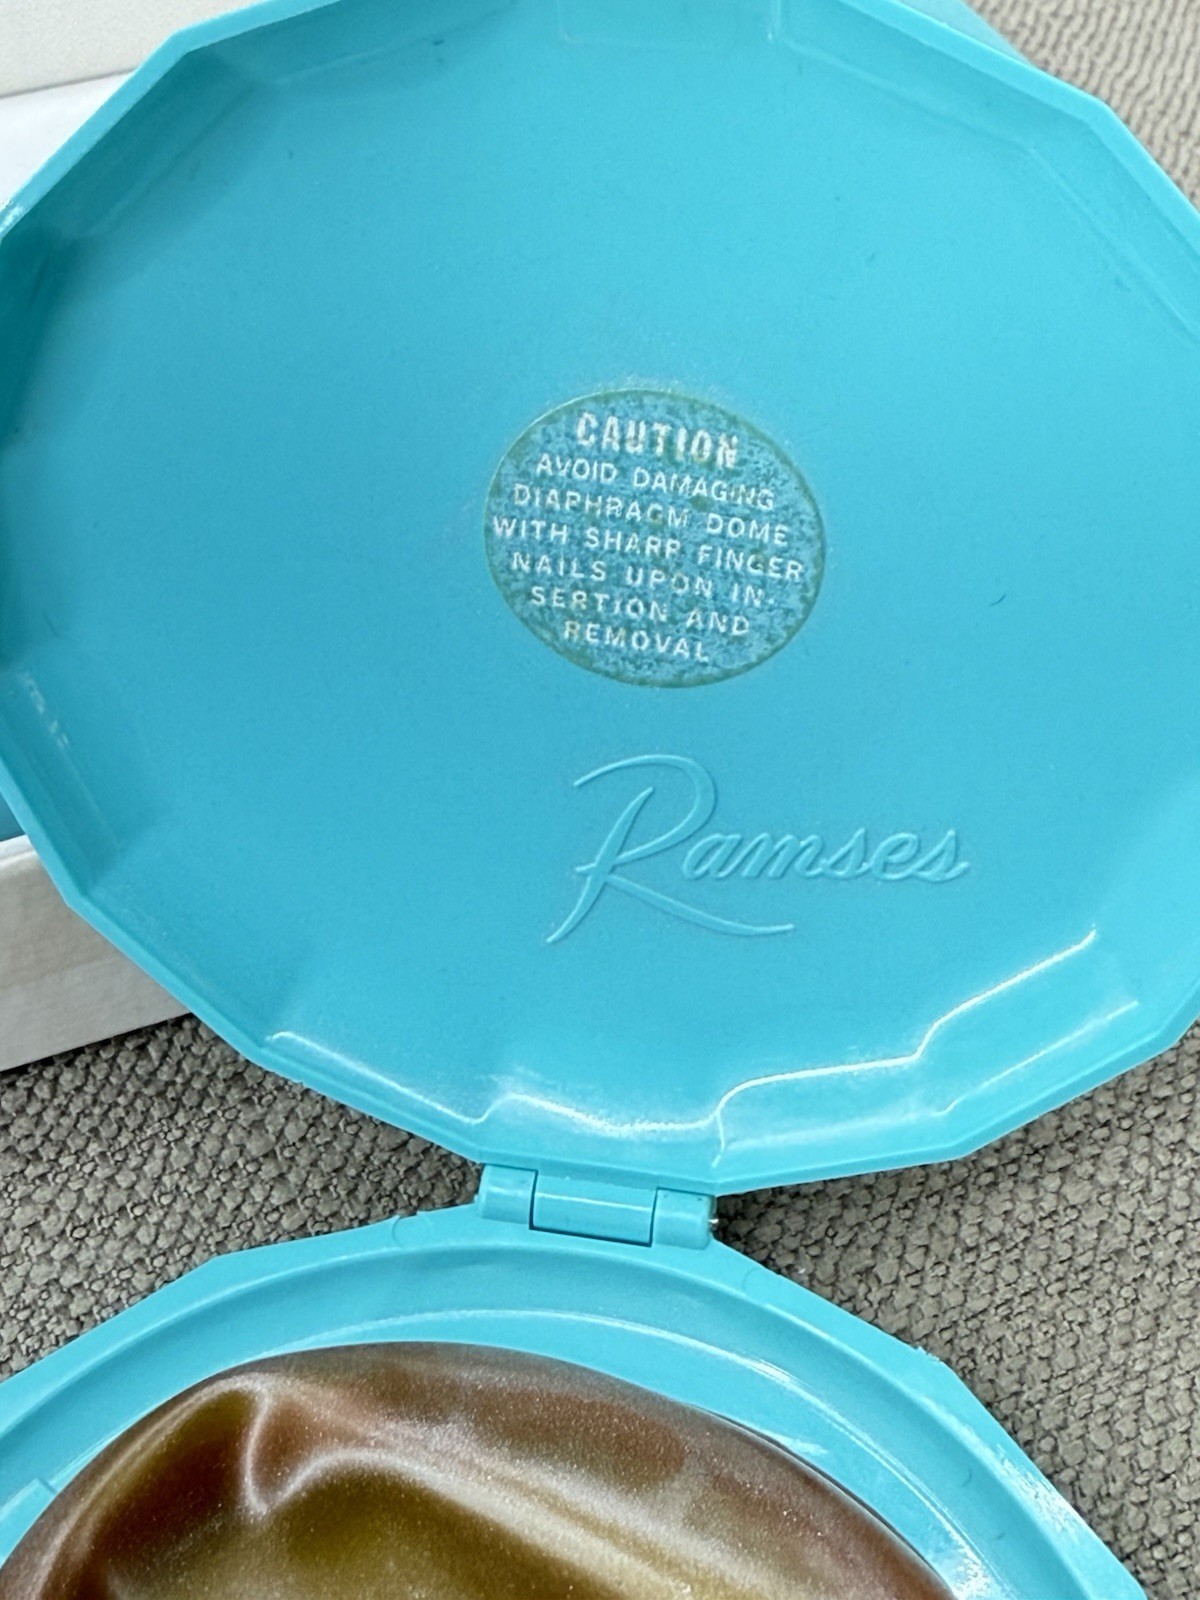 CAUTION
AVOID DAMAGING
DIAPHRAGM DOME
WITH SHARP FINGER
NAILS UPON IN-
SERTION AND
REMOVAL
Ramses